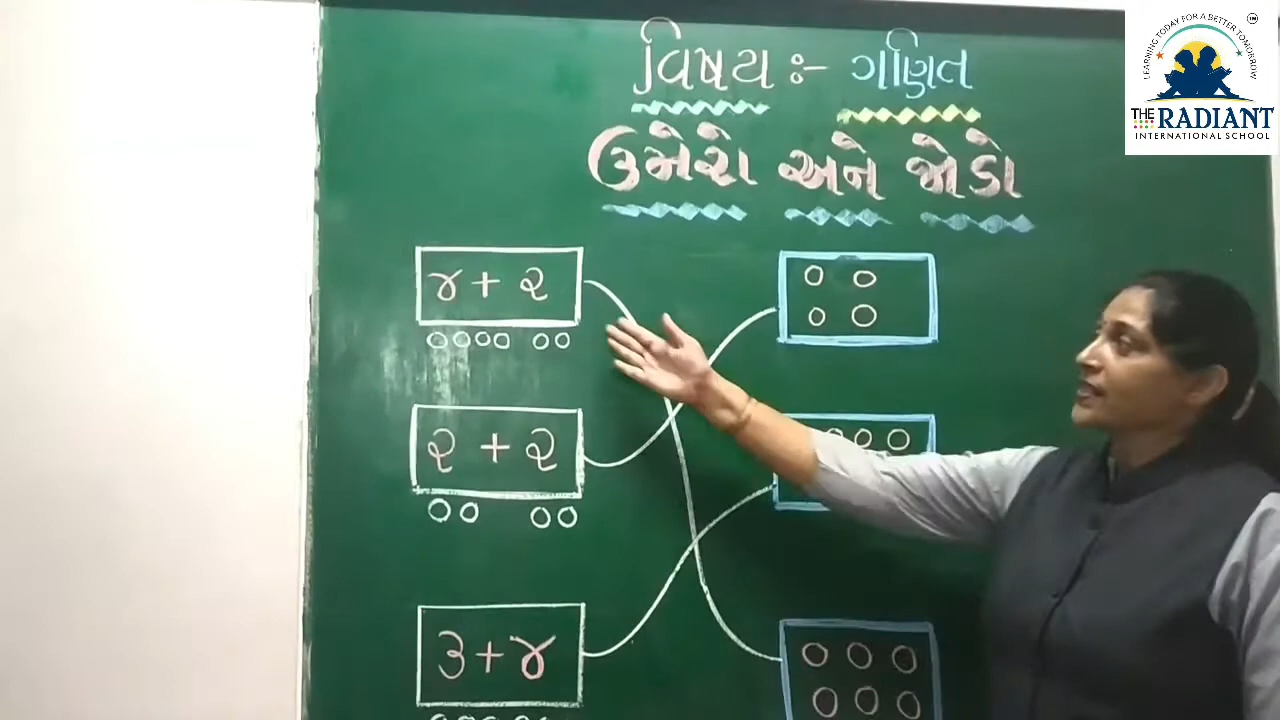 વિષય :- ગણિત
ઉમેરો અને જોડો
૪ + ૨
૨ + ૨
૩ + ૪
LEARNING TODAY FOR A BETTER TOMORROW
TM
THE RADIANT
INTERNATIONAL SCHOOL